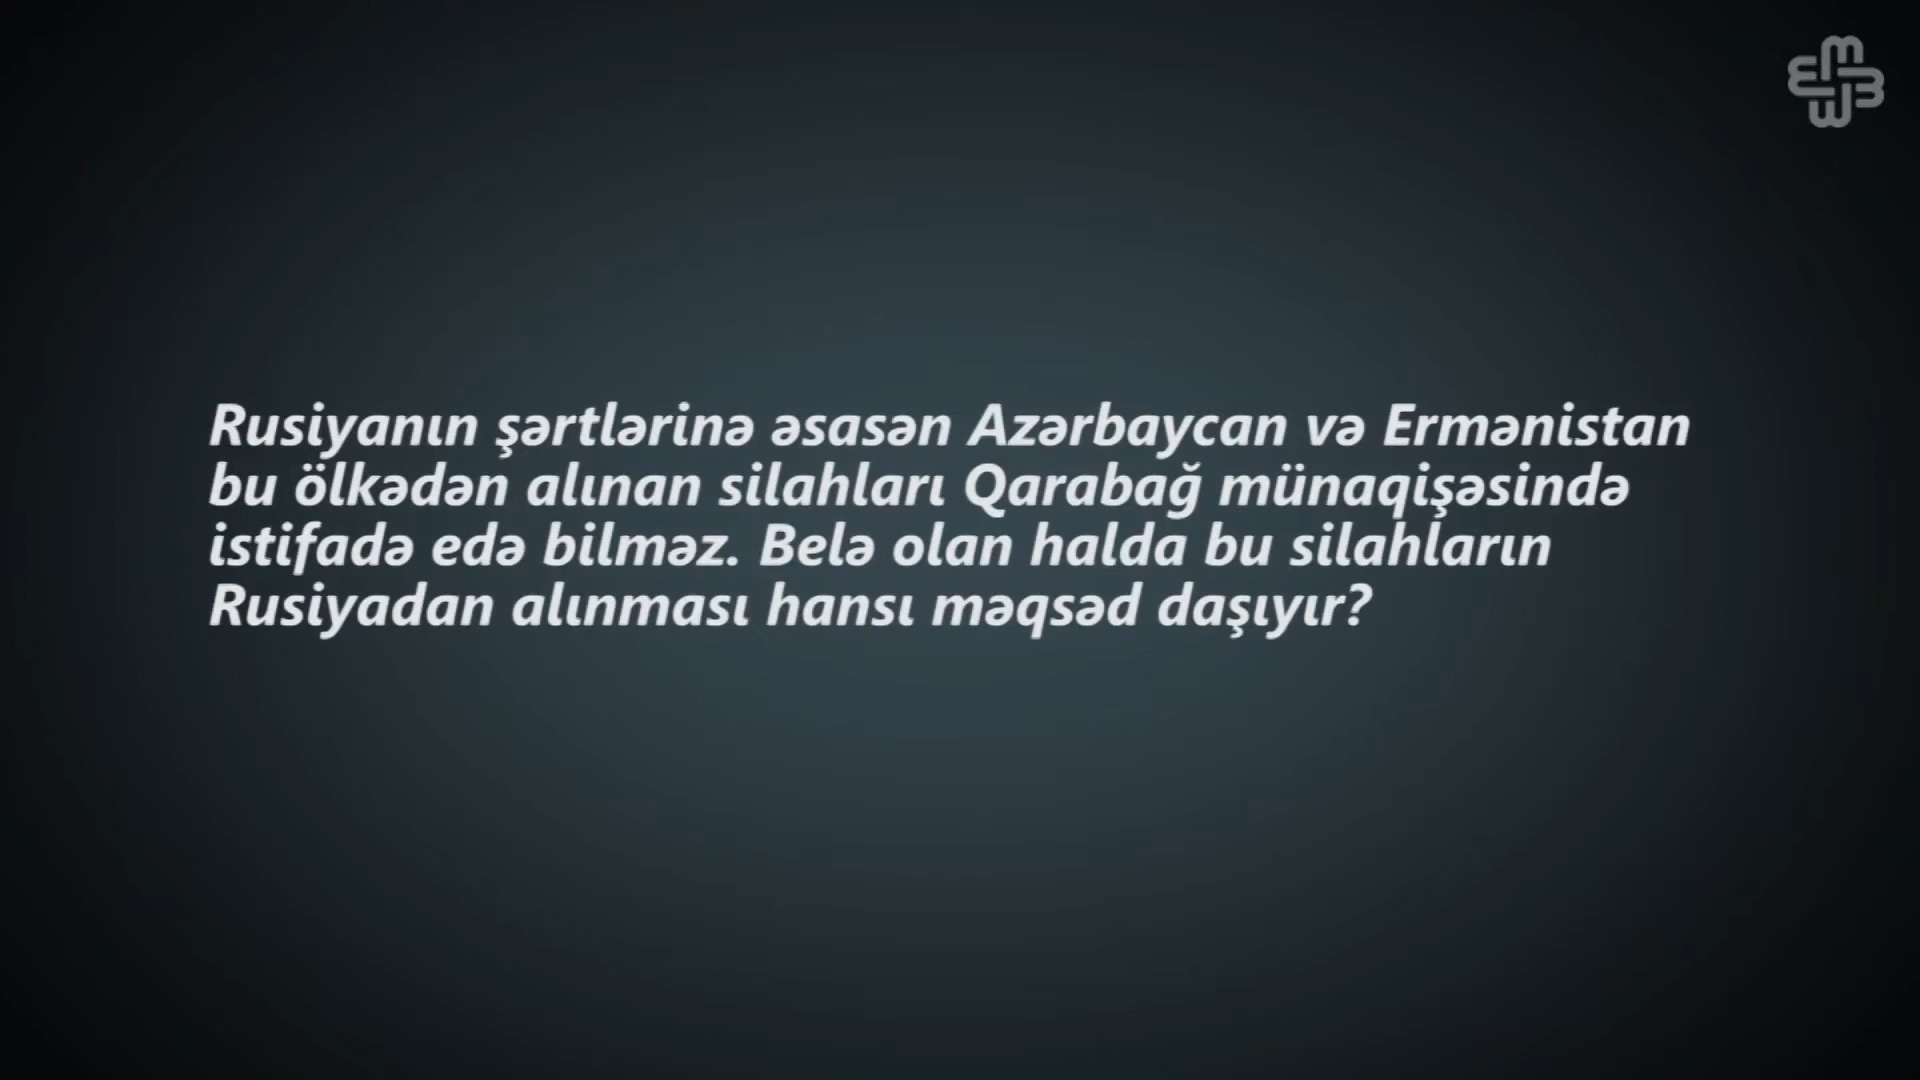 Rusiyanın şərtlərinə əsasən Azərbaycan və Ermənistan
bu ölkədən alınan silahları Qarabağ münaqişəsində
istifadə edə bilməz. Belə olan halda bu silahların
Rusiyadan alınması hansı məqsəd daşıyır?